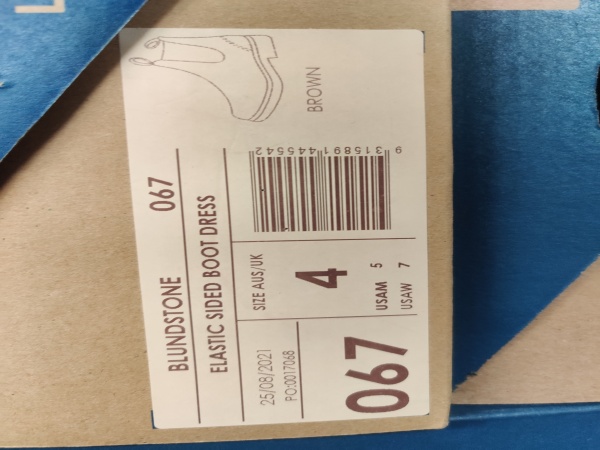 BLUNDSTONE 067
ELASTIC SIDED BOOT DRESS
BROWN
25/08/2021
PO:0017068
SIZE AUS/UK
4
USAM 5
USAW 7
9 315891 445542
067
L